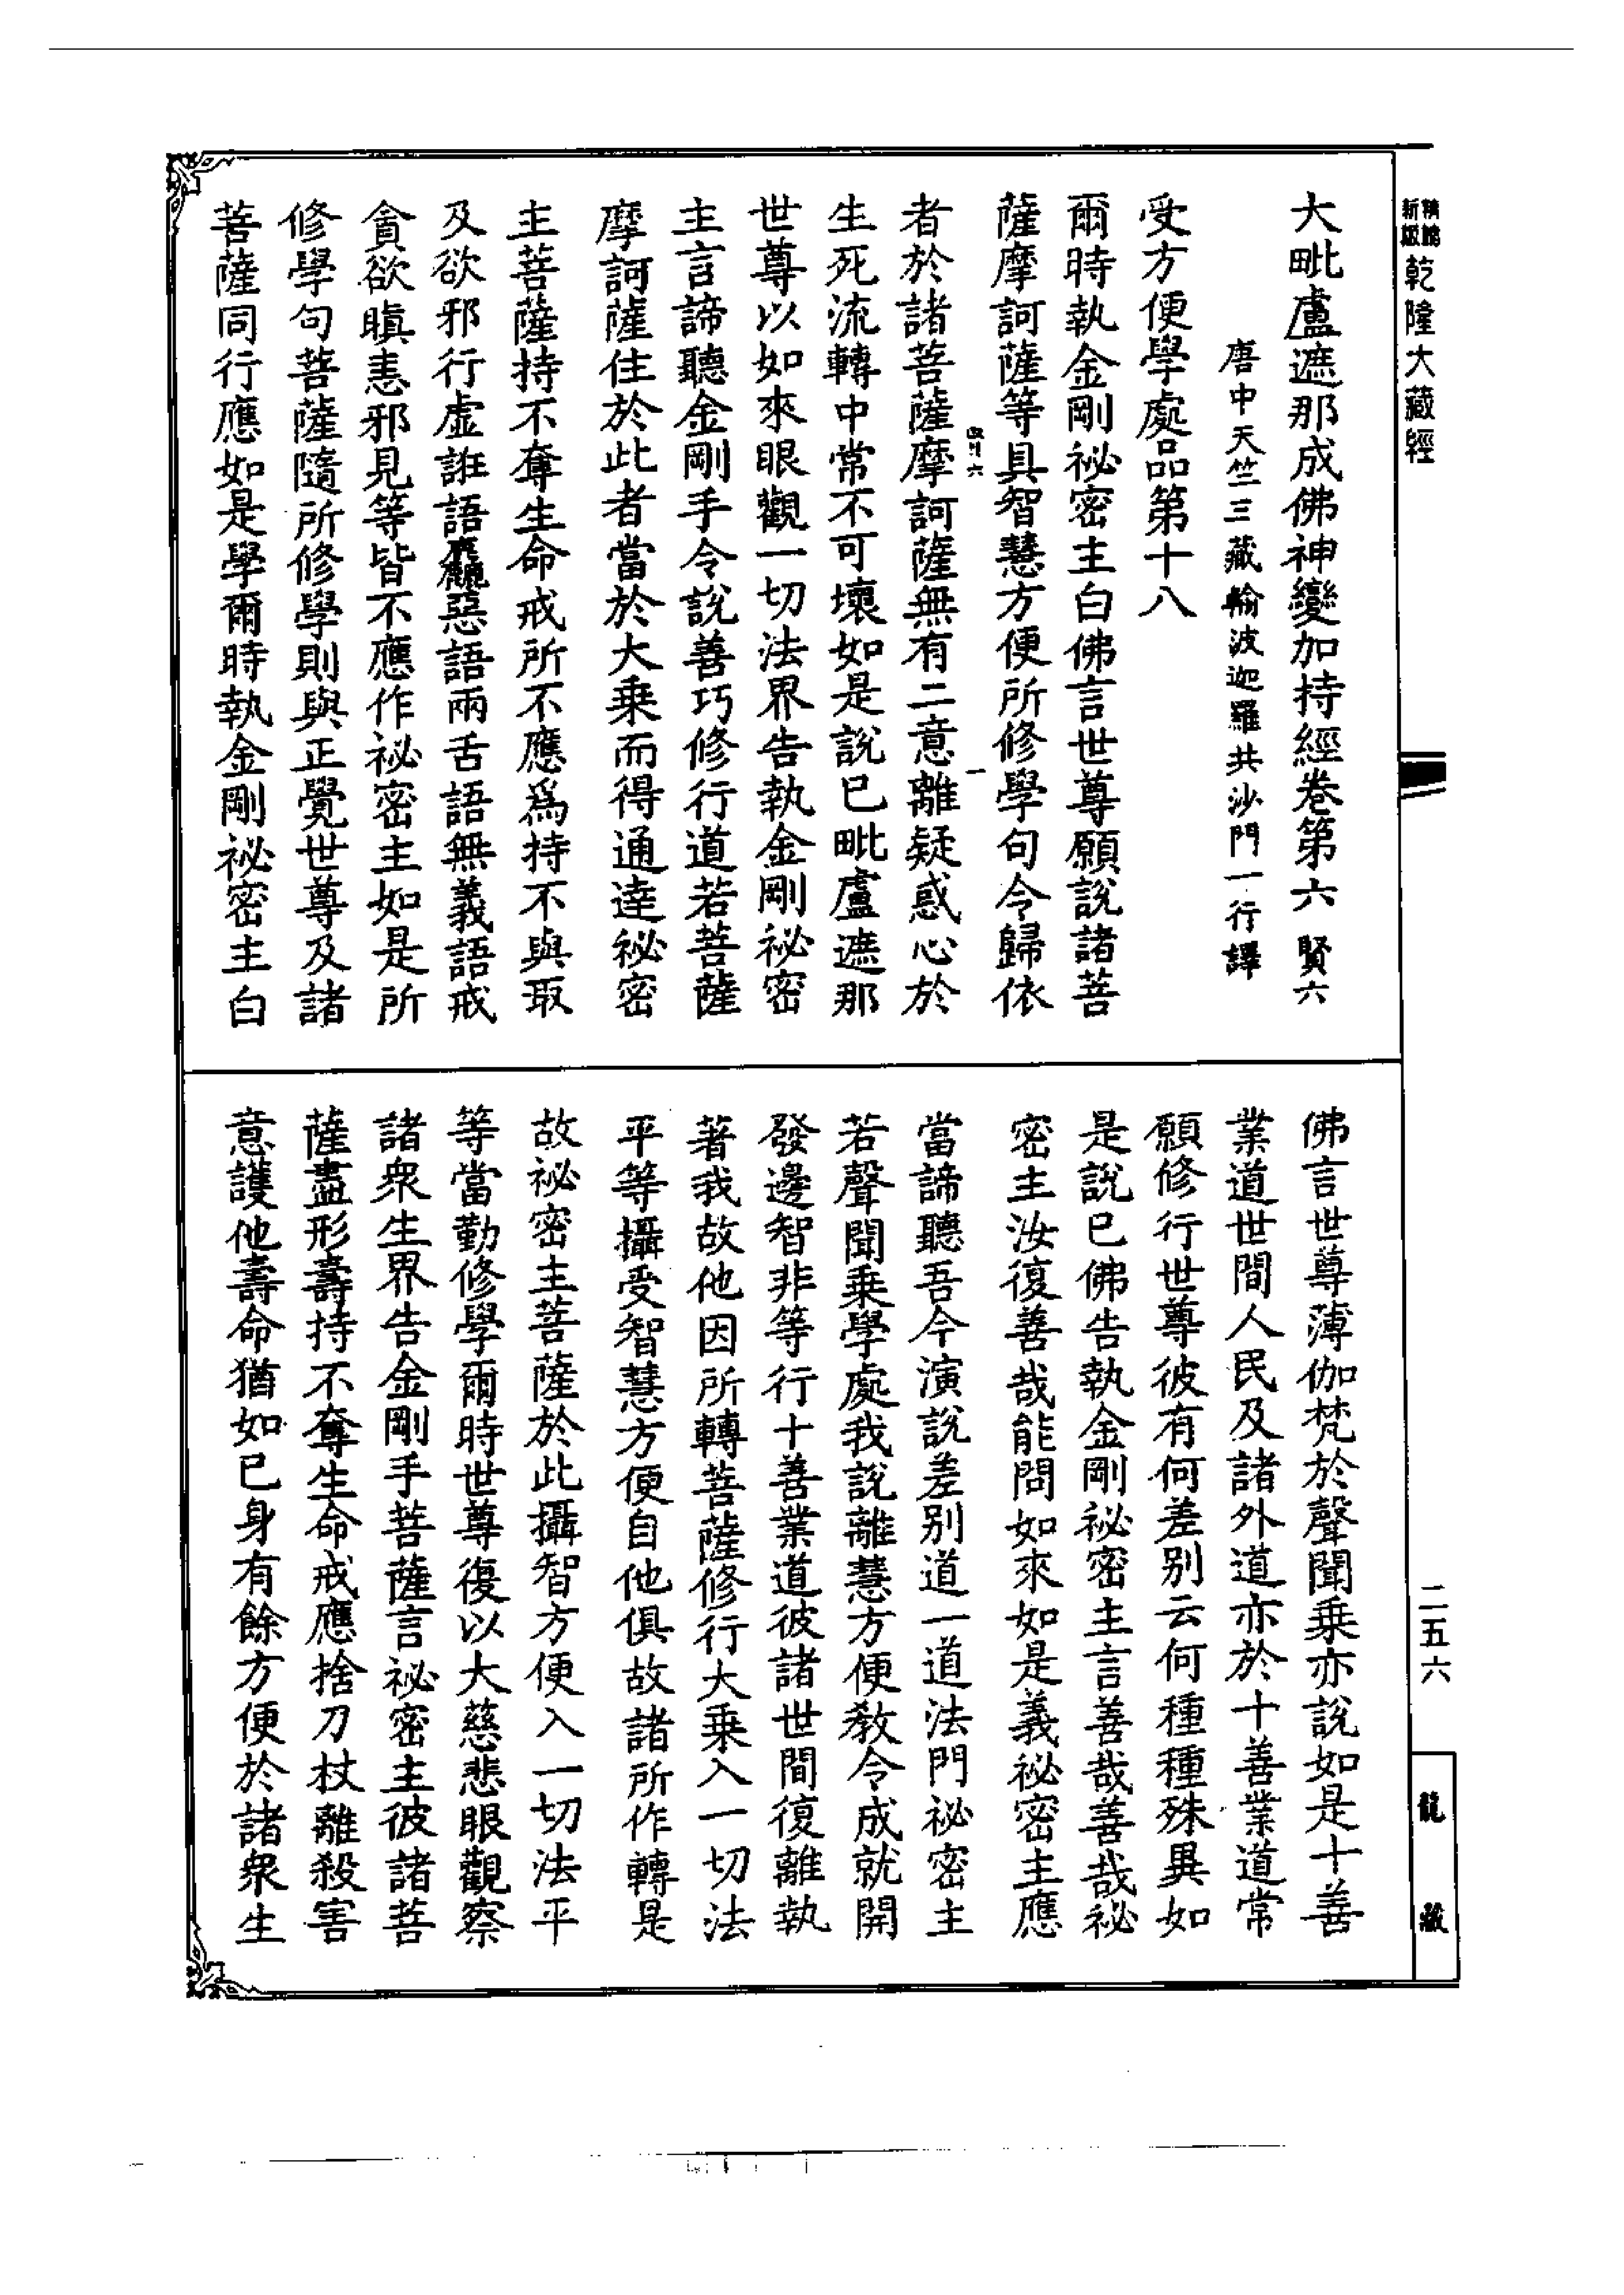 精縮
新版
乾隆大藏經
大毗盧遮那成佛神變加持經卷第六 賢六
唐中天竺三藏輸波迦羅共沙門一行譯
受方便學處品第十八
爾時執金剛祕密主白佛言世尊願說諸菩
薩摩訶薩等具智慧方便所修學句令歸依
一
者於諸菩薩摩訶薩無有二意離疑惑心於
生死流轉中常不可壞如是說已毗盧遮那
世尊以如來眼觀一切法界告執金剛祕密
主言諦聽金剛手今說善巧修行道若菩薩
摩訶薩住於此者當於大乘而得通達祕密
主菩薩持不奪生命戒所不應爲持不與取
及欲邪行虛誑語麤惡語兩舌語無義語戒
貪欲瞋恚邪見等皆不應作祕密主如是所
修學句菩薩隨所修學則與正覺世尊及諸
菩薩同行應如是學爾時執金剛祕密主白
佛言世尊薄伽梵於聲聞乘亦說如是十善
業道世間人民及諸外道亦於十善業道常
願修行世尊彼有何差別云何種種殊異如
是說已佛告執金剛祕密主言善哉善哉祕
密主汝復善哉能問如來如是義祕密主應
當諦聽吾今演說差別道一道法門祕密主
若聲聞乘學處我說離慧方便教令成就開
發邊智非等行十善業道彼諸世間復離執
著我故他因所轉菩薩修行大乘入一切法
平等攝受智慧方便自他俱故諸所作轉是
故祕密主菩薩於此攝智方便入一切法平
等當勤修學爾時世尊復以大慈悲眼觀察
諸衆生界告金剛手菩薩言祕密主彼諸菩
薩盡形壽持不奪生命戒應捨刀杖離殺害
意護他壽命猶如己身有餘方便於諸衆生
二五六
龍藏